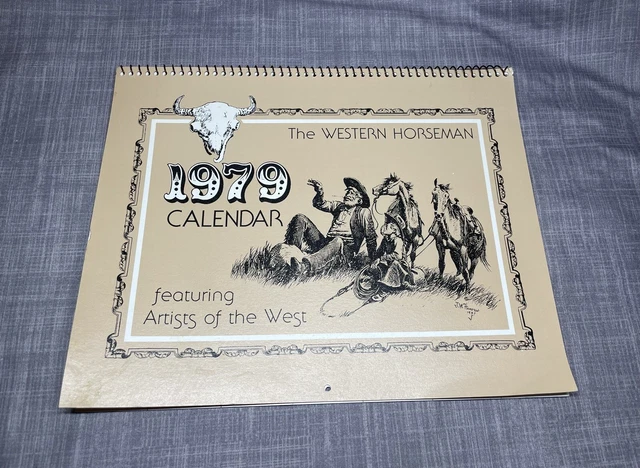 The WESTERN HORSEMAN
1979
CALENDAR
featuring
Artists of the West